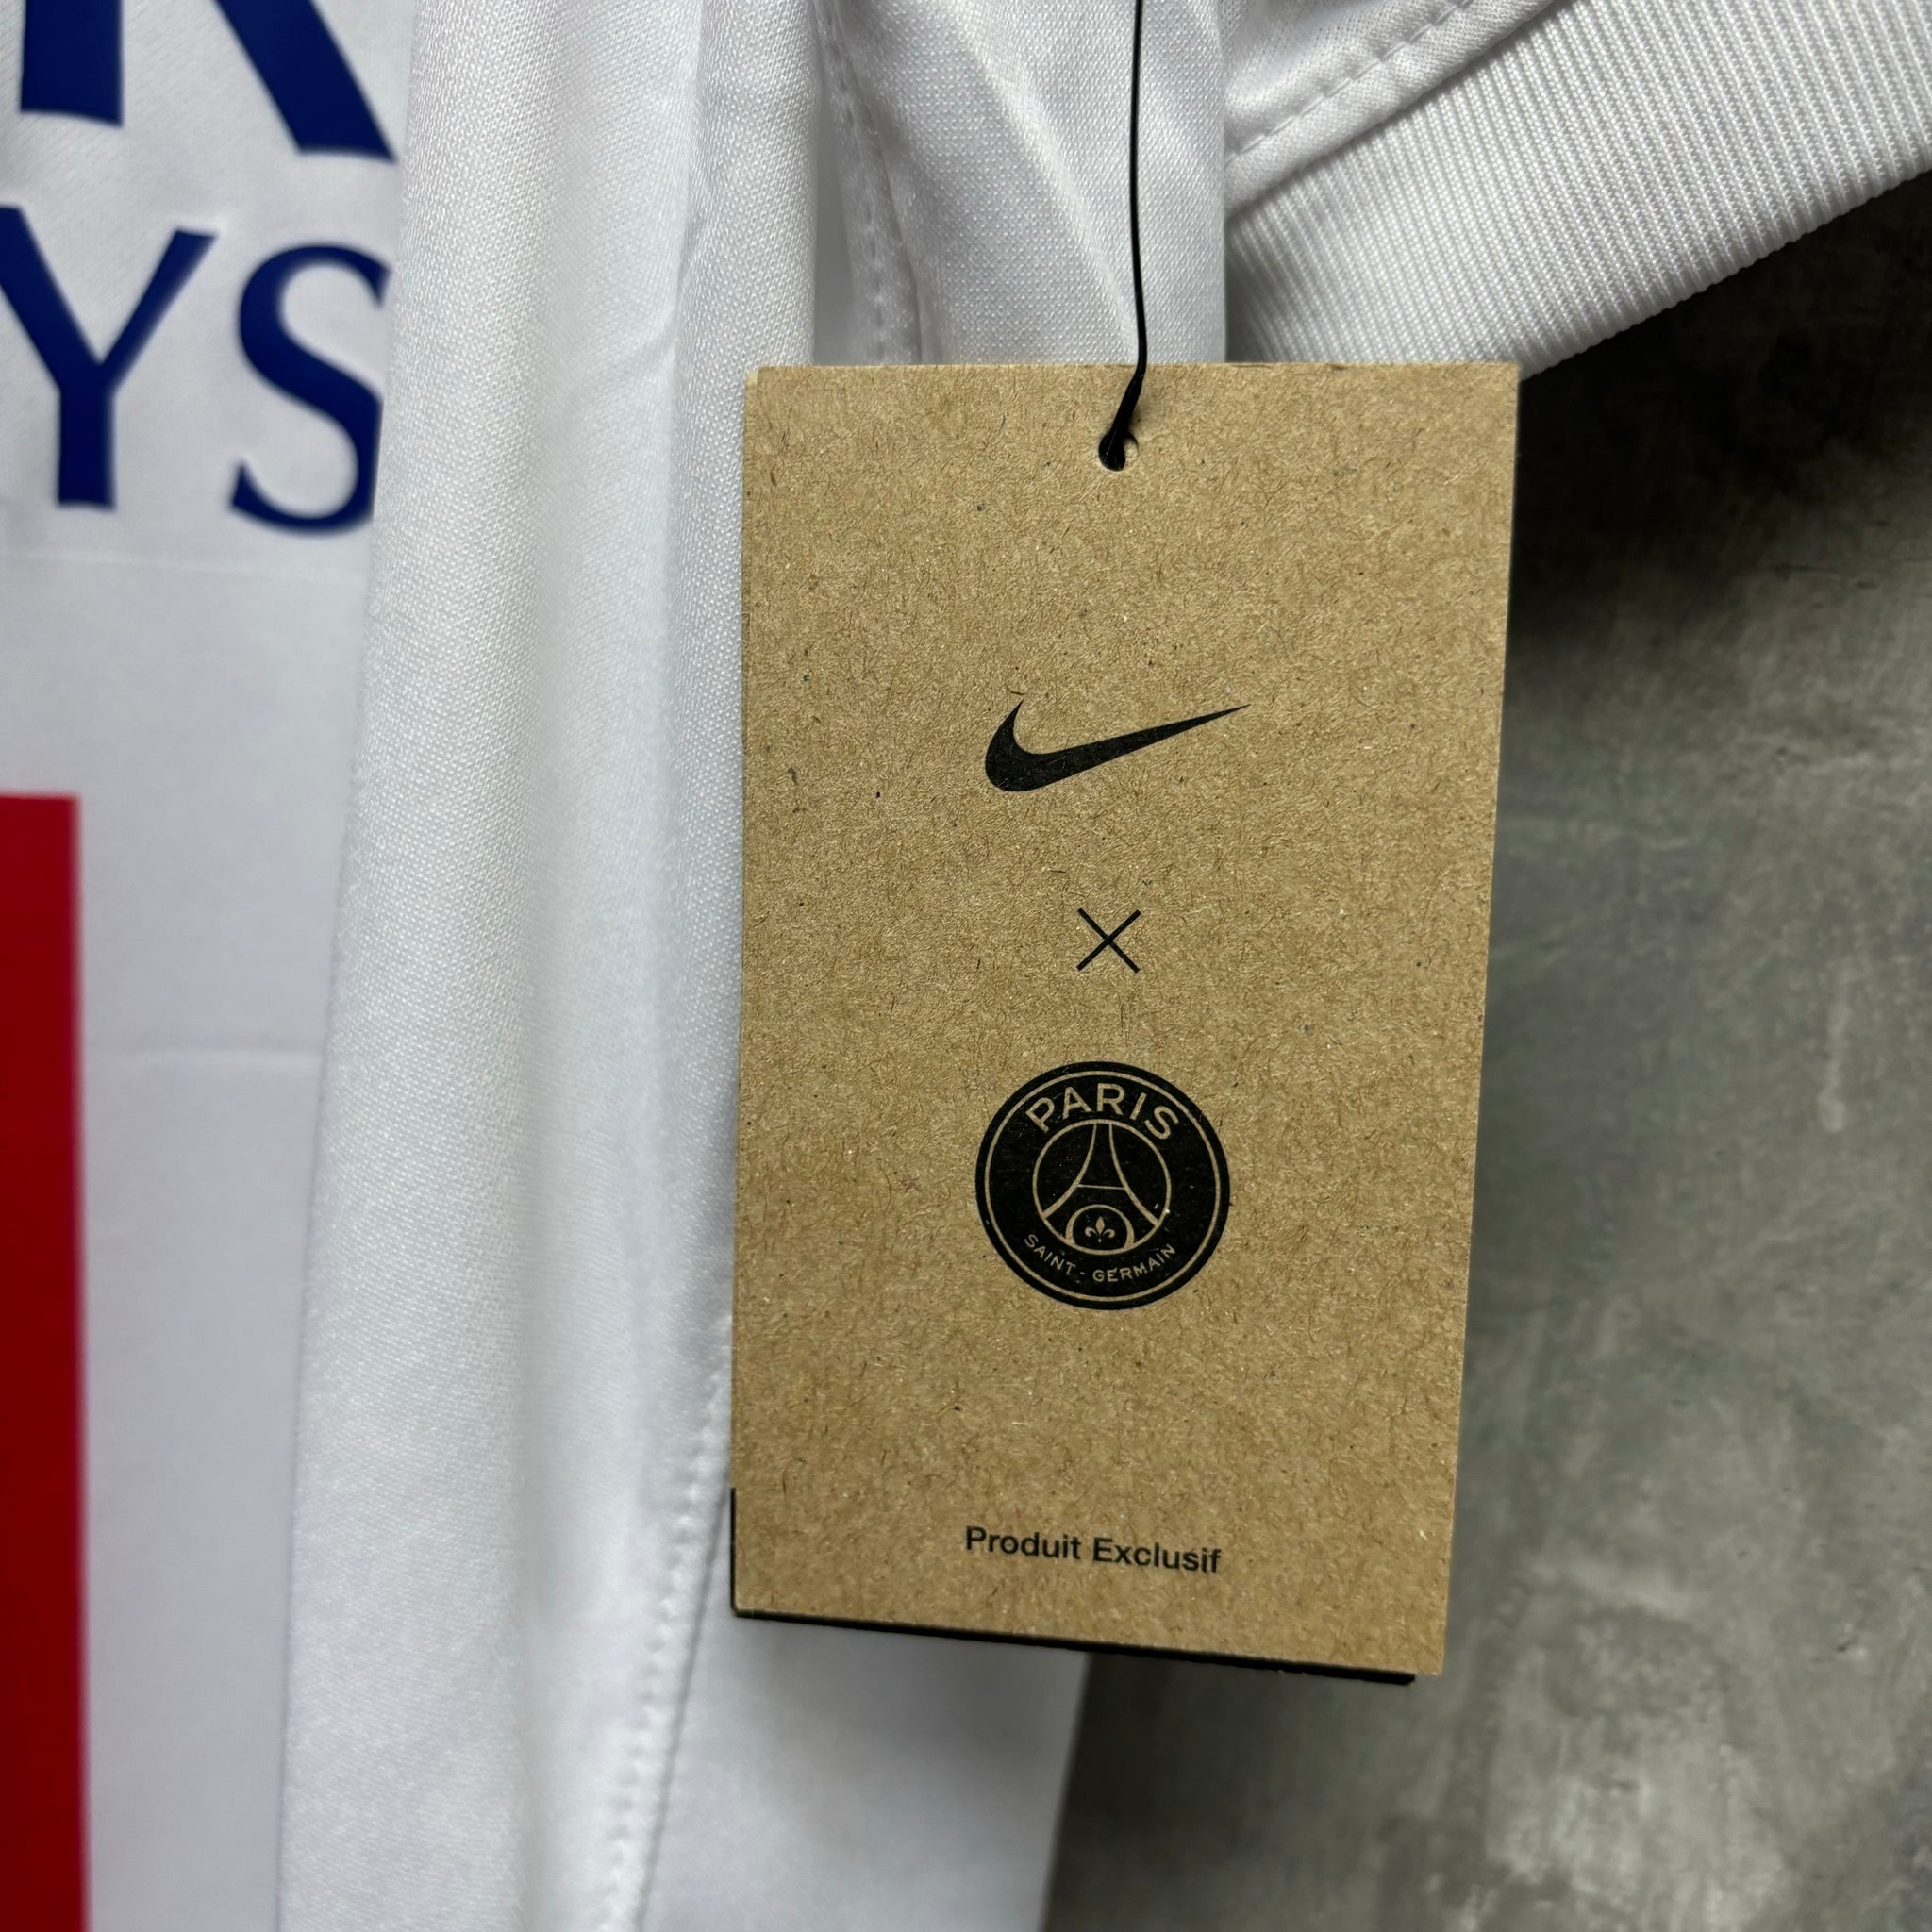 R
YS
×
PARIS
SAINT-GERMAIN
Produit Exclusif